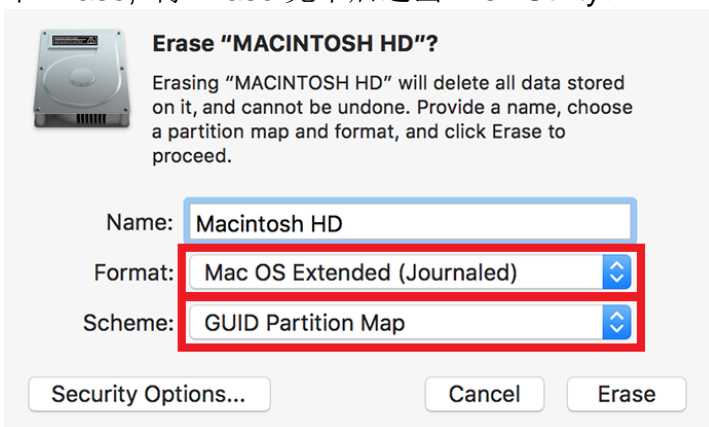 Erase "MACINTOSH HD"?
Erasing "MACINTOSH HD" will delete all data stored
on it, and cannot be undone. Provide a name, choose
a partition map and format, and click Erase to
proceed.
Name: Macintosh HD
Format: Mac OS Extended (Journaled)
Scheme: GUID Partition Map
Security Options... Cancel Erase